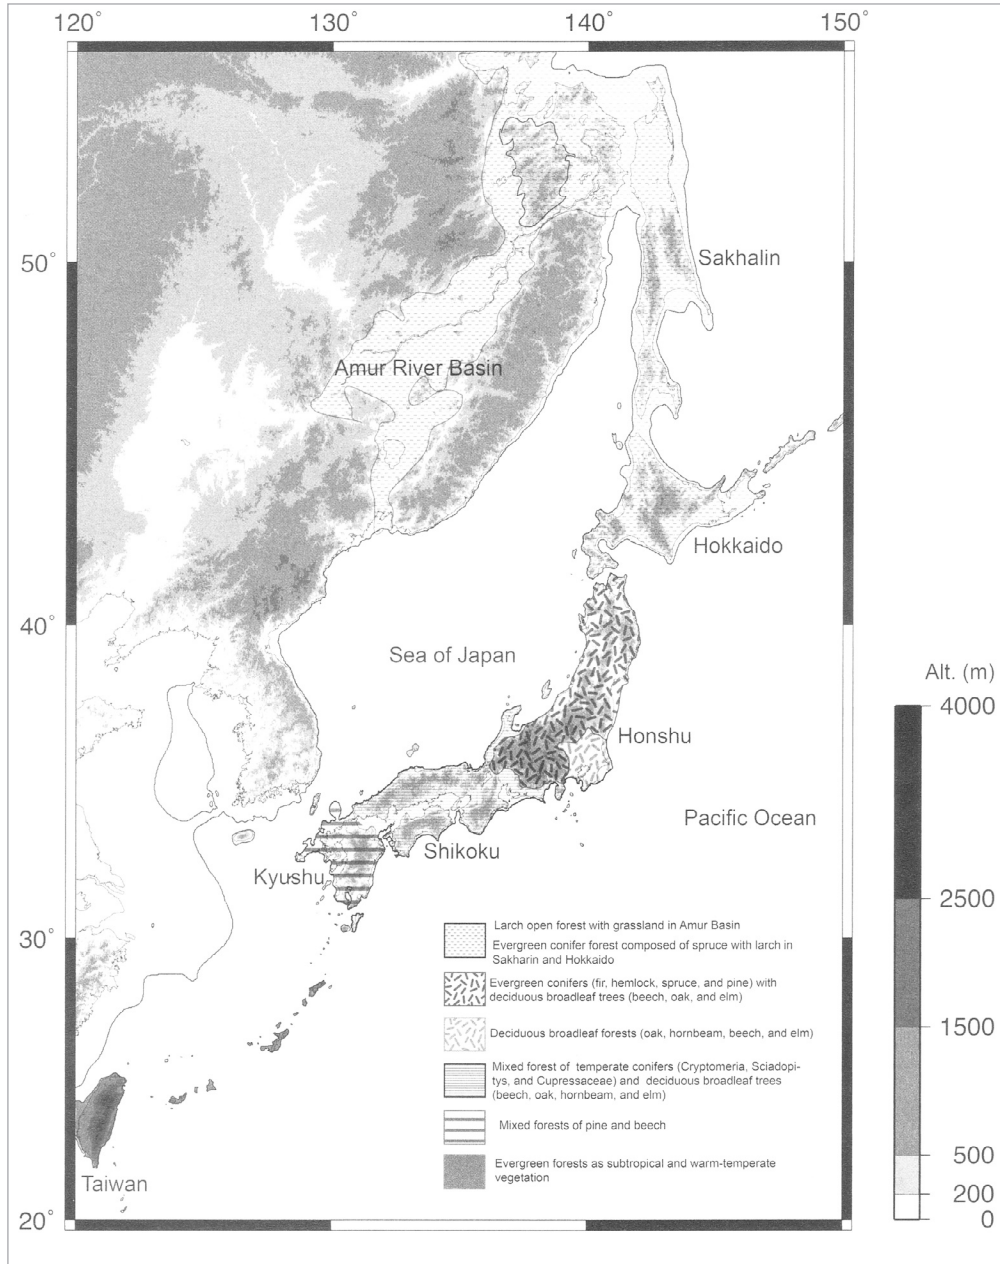 120°
130°
140°
150°
50°
40°
30°
20°
Sakhalin
Amur River Basin
Hokkaido
Sea of Japan
Honshu
Pacific Ocean
Shikoku
Kyushu
Taiwan
Larch open forest with grassland in Amur Basin
Evergreen conifer forest composed of spruce with larch in
Sakharin and Hokkaido
Evergreen conifers (fir, hemlock, spruce, and pine) with
deciduous broadleaf trees (beech, oak, and elm)
Deciduous broadleaf forests (oak, hornbeam, beech, and elm)
Mixed forest of temperate conifers (Cryptomeria, Sciadopi-
tys, and Cupressaceae) and deciduous broadleaf trees
(beech, oak, hornbeam, and elm)
Mixed forests of pine and beech
Evergreen forests as subtropical and warm-temperate
vegetation
Alt. (m)
4000
2500
1500
500
200
0